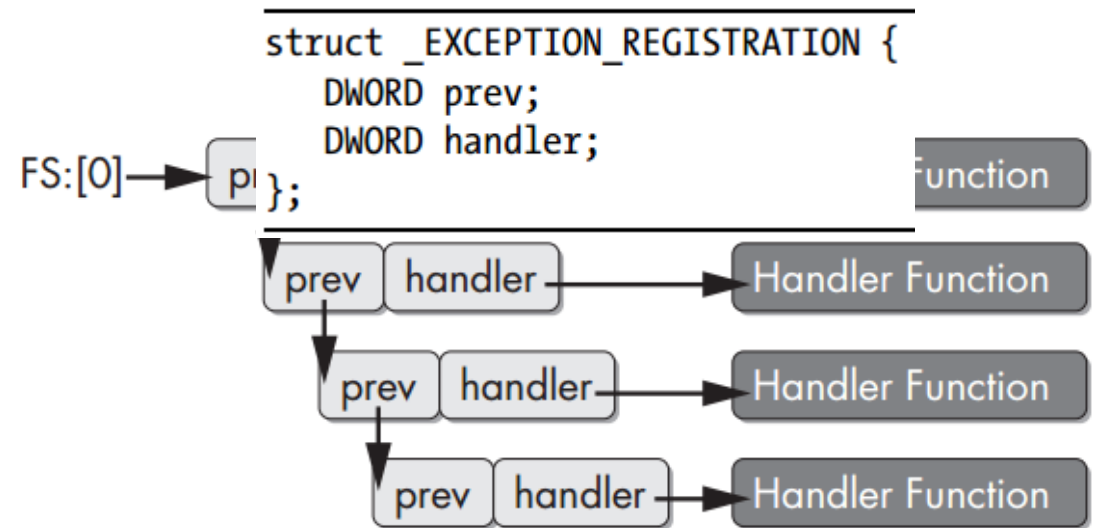 struct _EXCEPTION_REGISTRATION {
DWORD prev;
DWORD handler;
};
FS:[0]
Function
prev handler Handler Function
prev handler Handler Function
prev handler Handler Function